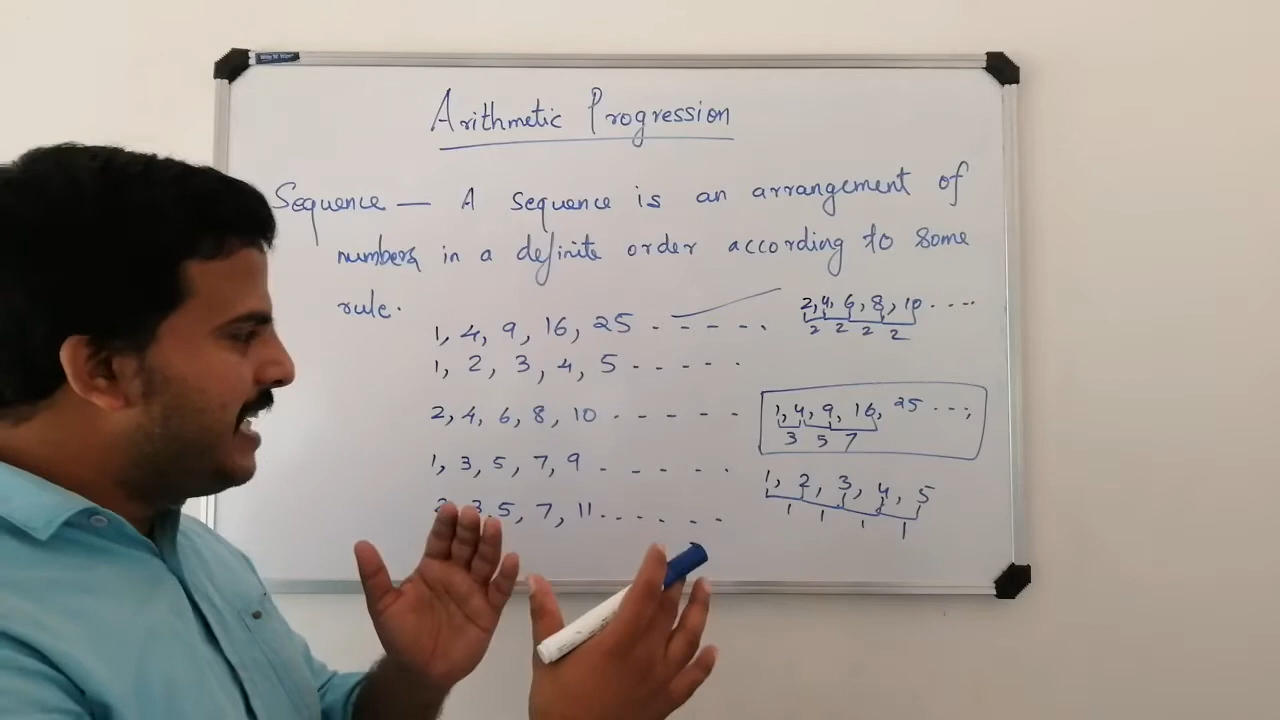 Arithmetic Progression
Sequence — A sequence is an arrangement of
numbers in a definite order according to some
rule.
1, 4, 9, 16, 25 . - - - - .
1, 2, 3, 4, 5 - - - - - .
2, 4, 6, 8, 10 . - - - - -
1, 3, 5, 7, 9 . - - - - .
3, 5, 7, 11 . . - - - -
2, 4, 6, 8, 10 . - - -
2 2 2 2
1, 4, 9, 16, 25 - - - ,
3 5 7
1, 2, 3, 4, 5
1 1 1 1